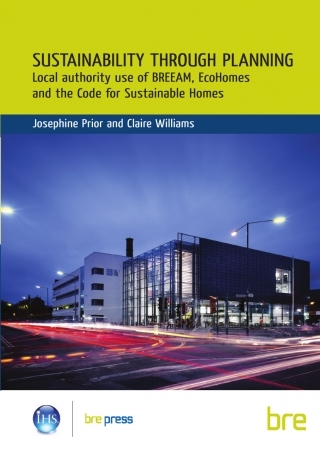 SUSTAINABILITY THROUGH PLANNING
Local authority use of BREEAM, EcoHomes
and the Code for Sustainable Homes
Josephine Prior and Claire Williams
IHS
bre press
bre